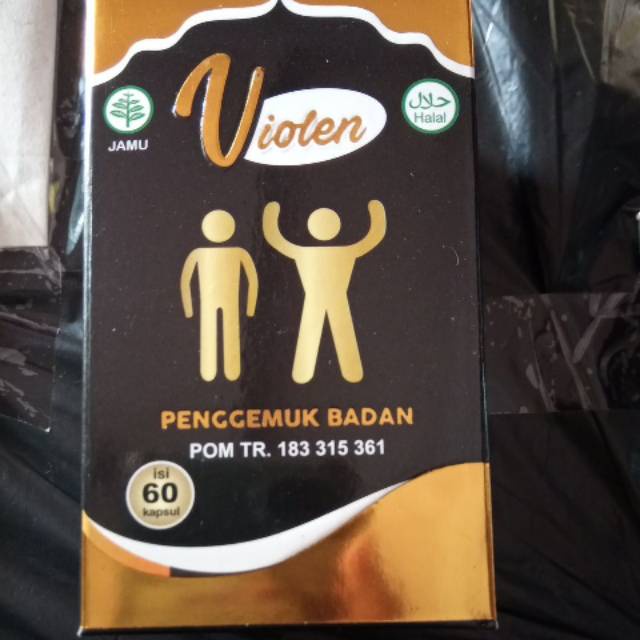 Violen
JAMU
حلال
Halal
PENGGEMUK BADAN
POM TR. 183 315 361
isi
60
kapsul